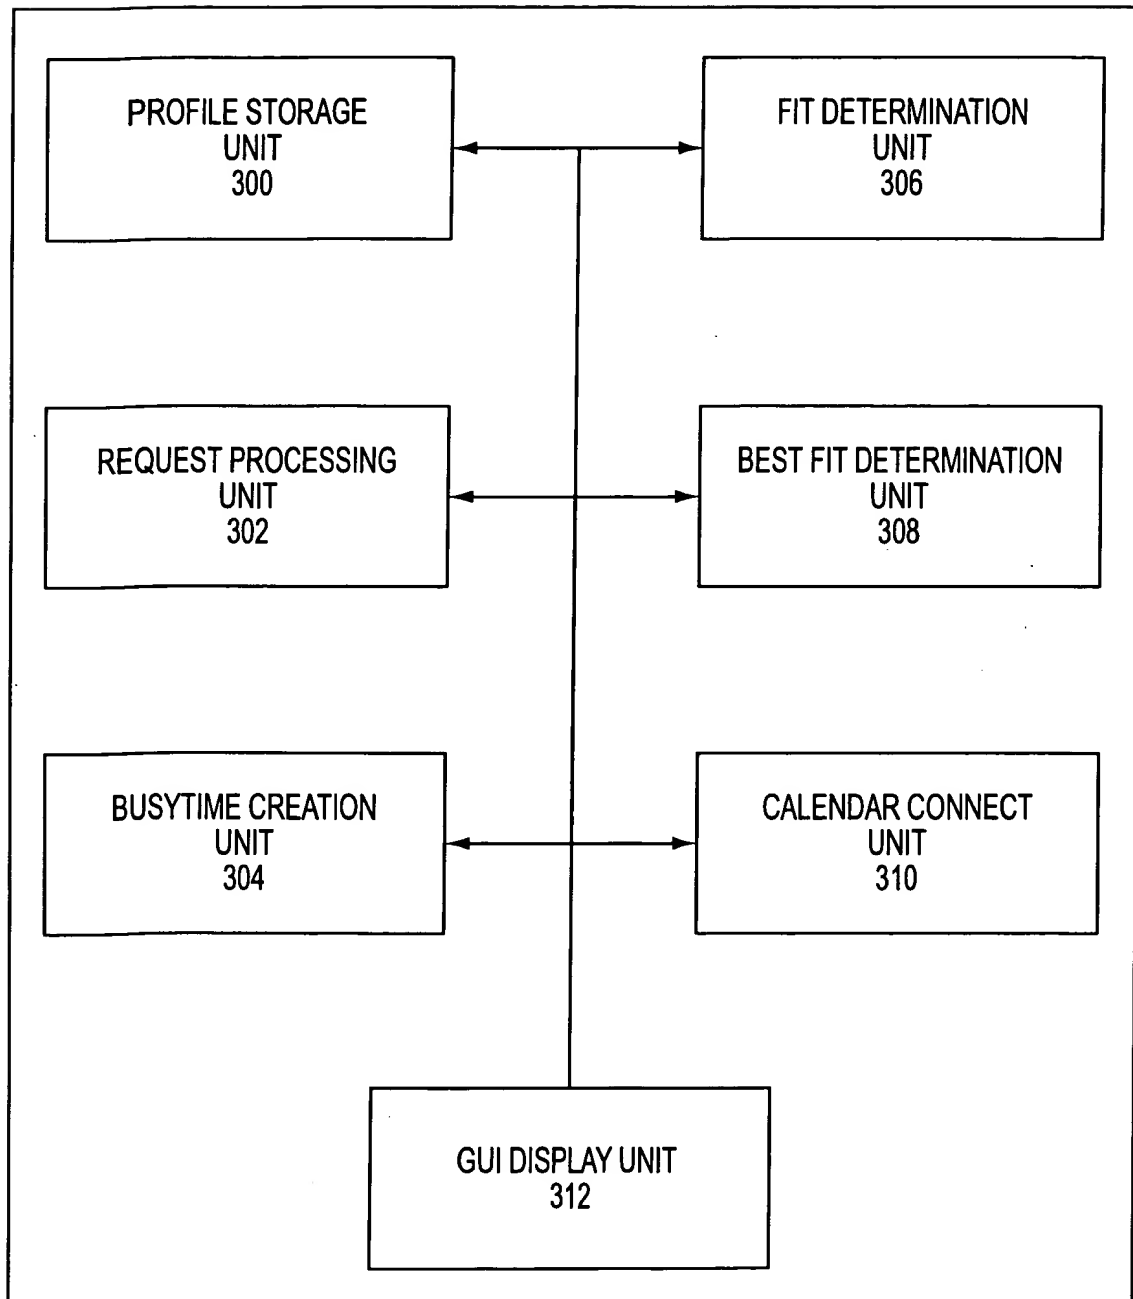 PROFILE STORAGE
UNIT
300
FIT DETERMINATION
UNIT
306
REQUEST PROCESSING
UNIT
302
BEST FIT DETERMINATION
UNIT
308
BUSYTIME CREATION
UNIT
304
CALENDAR CONNECT
UNIT
310
GUI DISPLAY UNIT
312